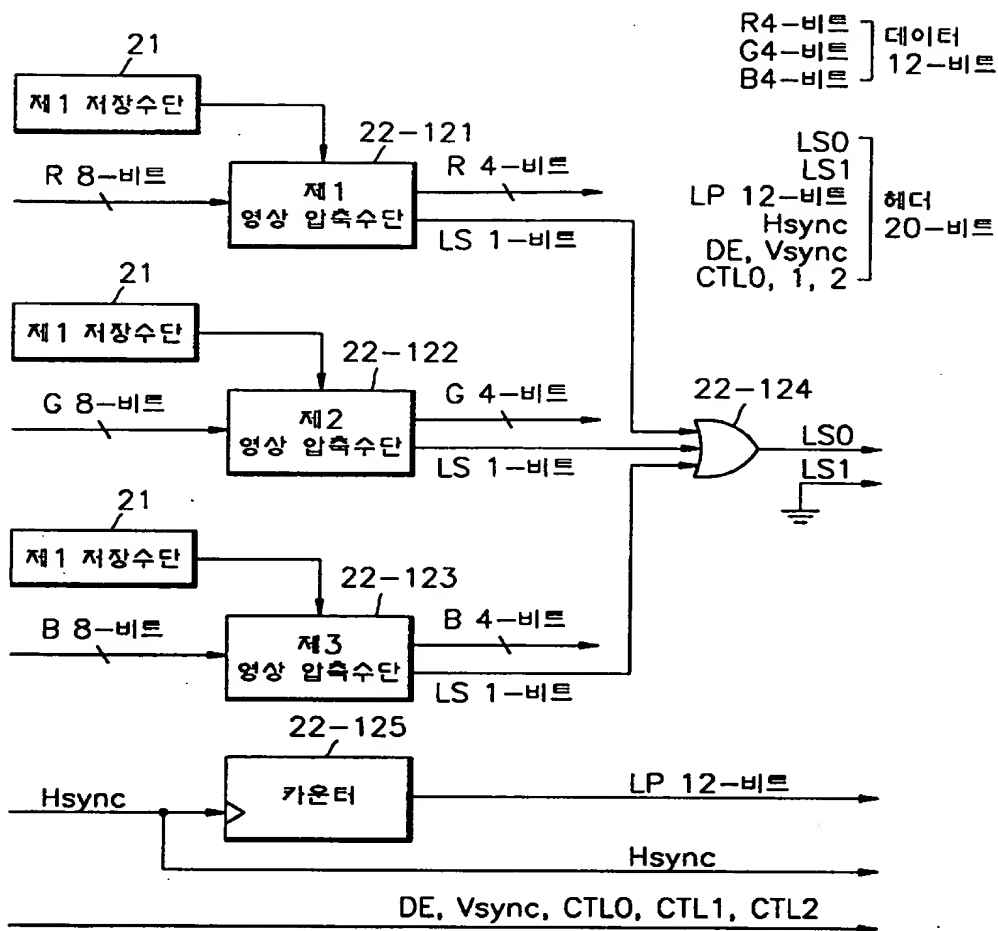 R4-비트
G4-비트
B4-비트
데이터
12-비트
21
제1 저장수단
22-121
R 8-비트
제1
영상 압축수단
R 4-비트
LS 1-비트
LS0
LS1
LP 12-비트
Hsync
DE, Vsync
CTL0, 1, 2
헤더
20-비트
21
제1 저장수단
22-122
G 8-비트
제2
영상 압축수단
G 4-비트
LS 1-비트
22-124
LS0
LS1
21
제1 저장수단
22-123
B 8-비트
제3
영상 압축수단
B 4-비트
LS 1-비트
22-125
Hsync
카운터
LP 12-비트
Hsync
DE, Vsync, CTL0, CTL1, CTL2